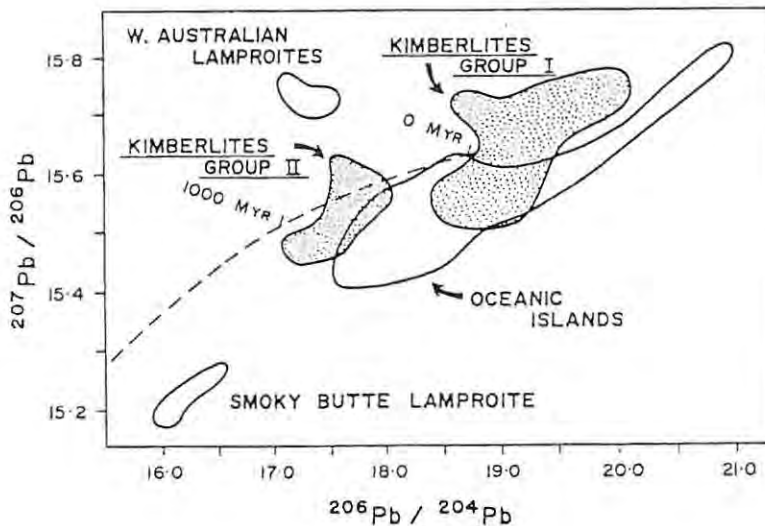 W. AUSTRALIAN
LAMPROITES
KIMBERLITES
GROUP I
KIMBERLITES
GROUP II
0 MYR
1000 MYR
OCEANIC
ISLANDS
SMOKY BUTTE LAMPROITE
15·8
15·6
15·4
15·2
207Pb / 206Pb
16·0 17·0 18·0 19·0 20·0 21·0
206Pb / 204Pb